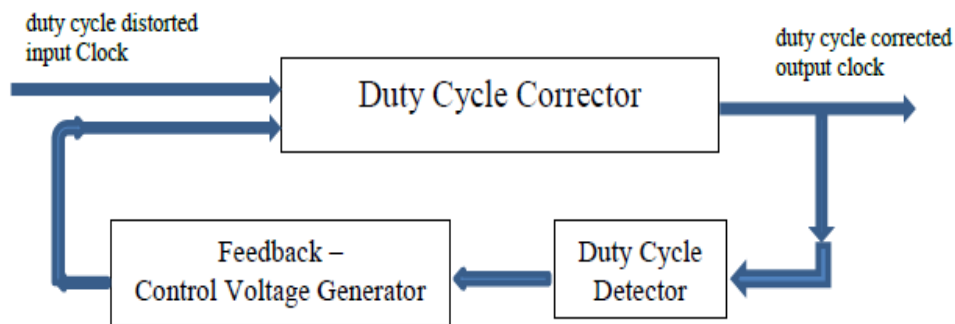 duty cycle distorted
input Clock
duty cycle corrected
output clock
Duty Cycle Corrector
Feedback –
Control Voltage Generator
Duty Cycle
Detector